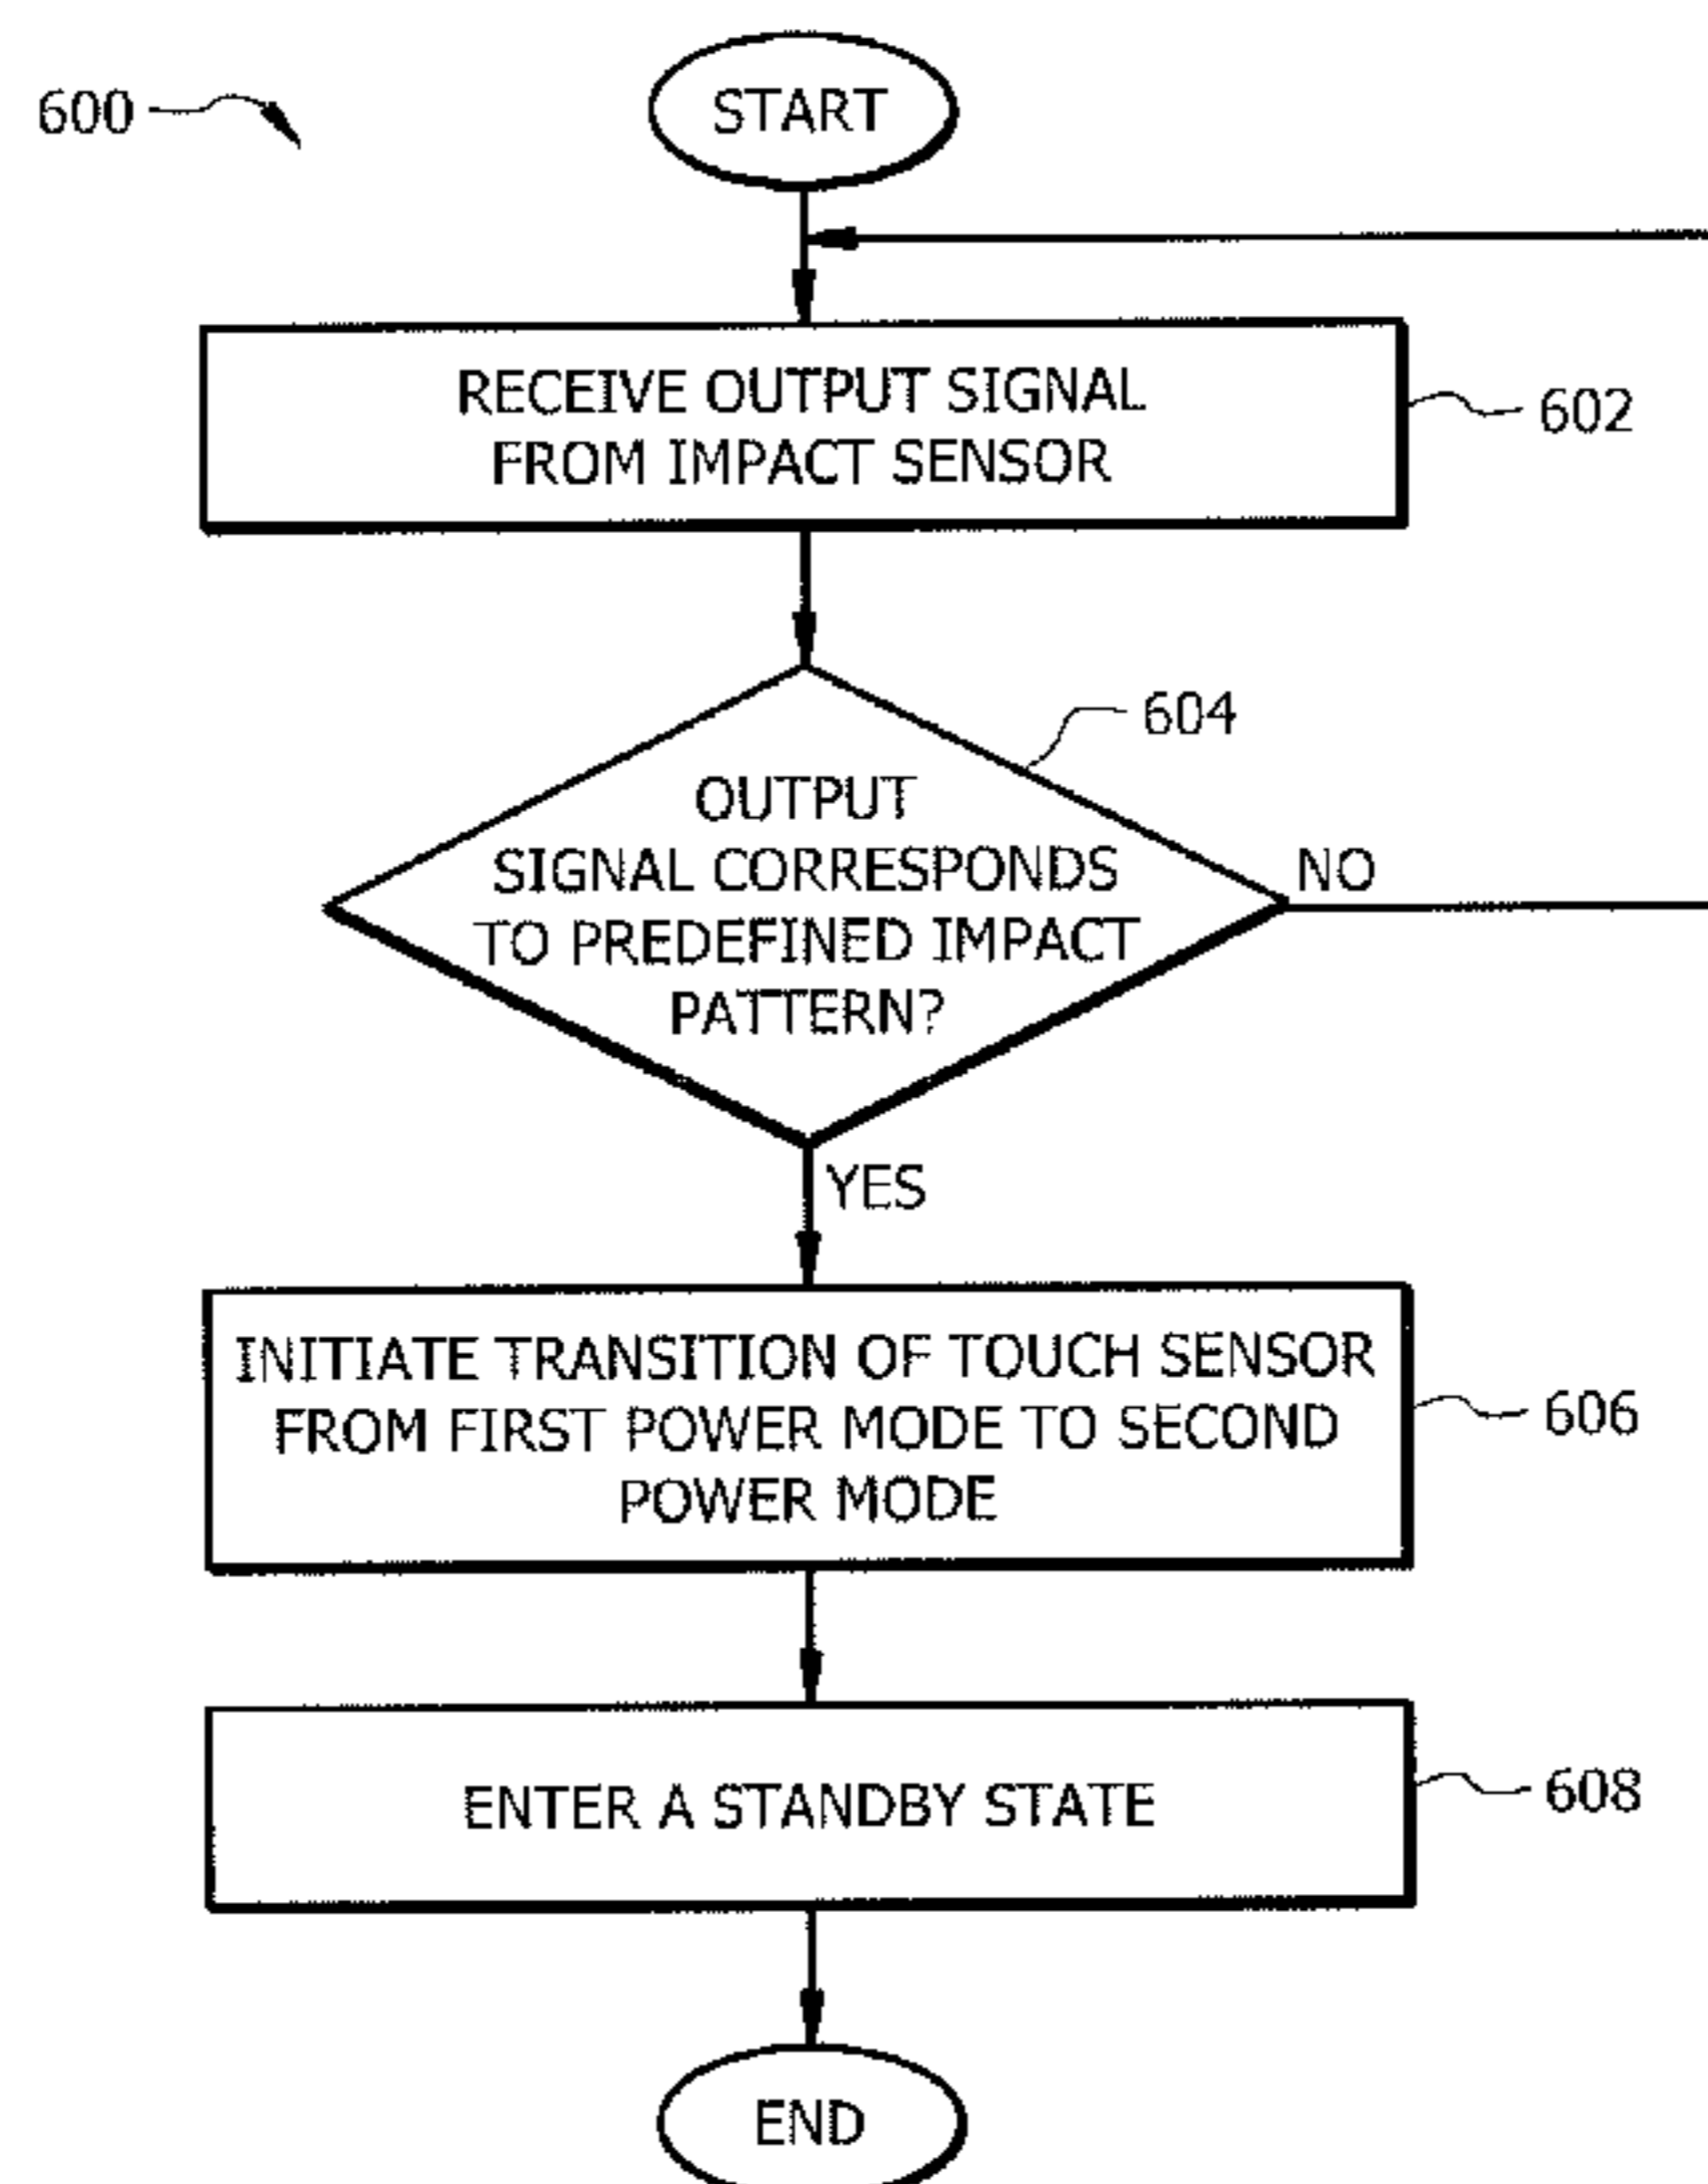 600
START
RECEIVE OUTPUT SIGNAL
FROM IMPACT SENSOR
602
604
OUTPUT
SIGNAL CORRESPONDS
TO PREDEFINED IMPACT
PATTERN?
NO
YES
INITIATE TRANSITION OF TOUCH SENSOR
FROM FIRST POWER MODE TO SECOND
POWER MODE
606
ENTER A STANDBY STATE
608
END